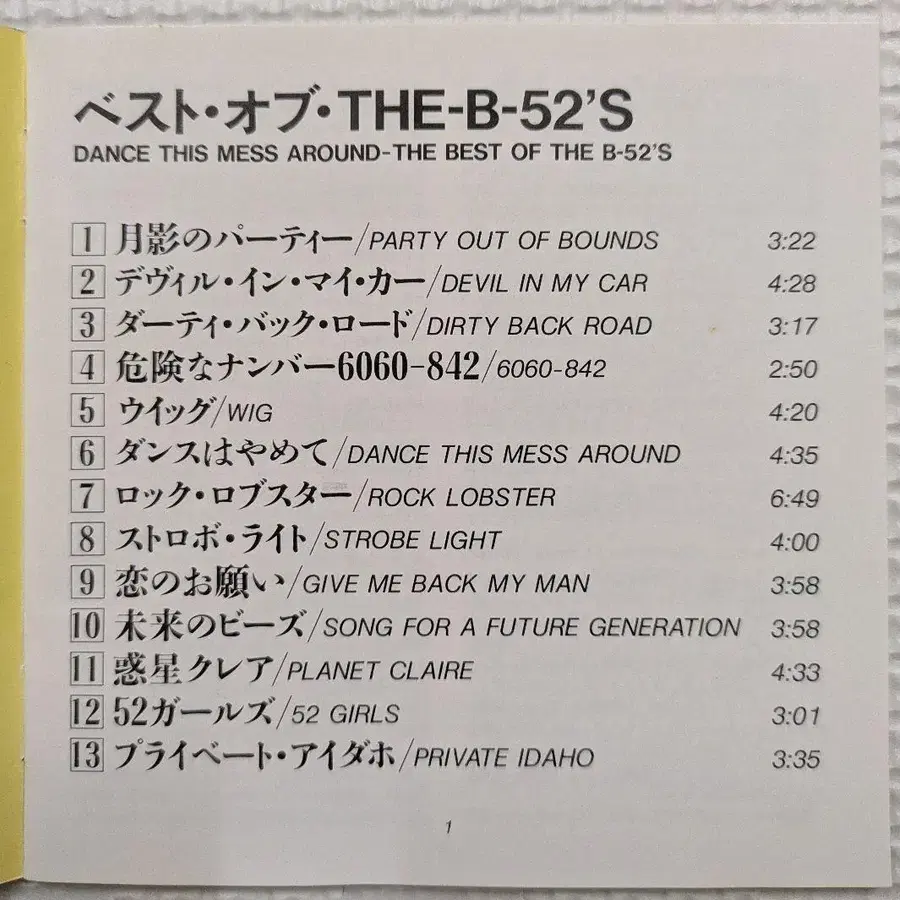 ベスト・オブ・THE-B-52'S
DANCE THIS MESS AROUND-THE BEST OF THE B-52'S
1 月影のパーティー/PARTY OUT OF BOUNDS 3:22
2 デヴィル・イン・マイ・カー/DEVIL IN MY CAR 4:28
3 ダーティ・バック・ロード/DIRTY BACK ROAD 3:17
4 危険なナンバー6060-842/6060-842 2:50
5 ウイッグ/WIG 4:20
6 ダンスはやめて/DANCE THIS MESS AROUND 4:35
7 ロック・ロブスター/ROCK LOBSTER 6:49
8 ストロボ・ライト/STROBE LIGHT 4:00
9 恋のお願い/GIVE ME BACK MY MAN 3:58
10 未来のビーズ/SONG FOR A FUTURE GENERATION 3:58
11 惑星クレア/PLANET CLAIRE 4:33
12 52ガールズ/52 GIRLS 3:01
13 プライベート・アイダホ/PRIVATE IDAHO 3:35
1